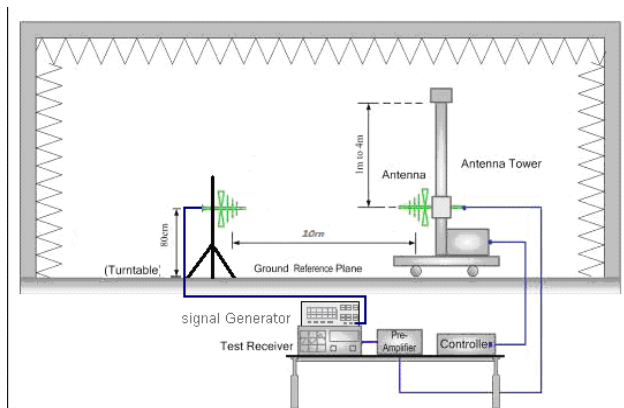 1m to 4m
Antenna Tower
Antenna
80cm
10m
(Turntable)
Ground Reference Plane
signal Generator
Test Receiver
Pre-
Amplifier
Controller